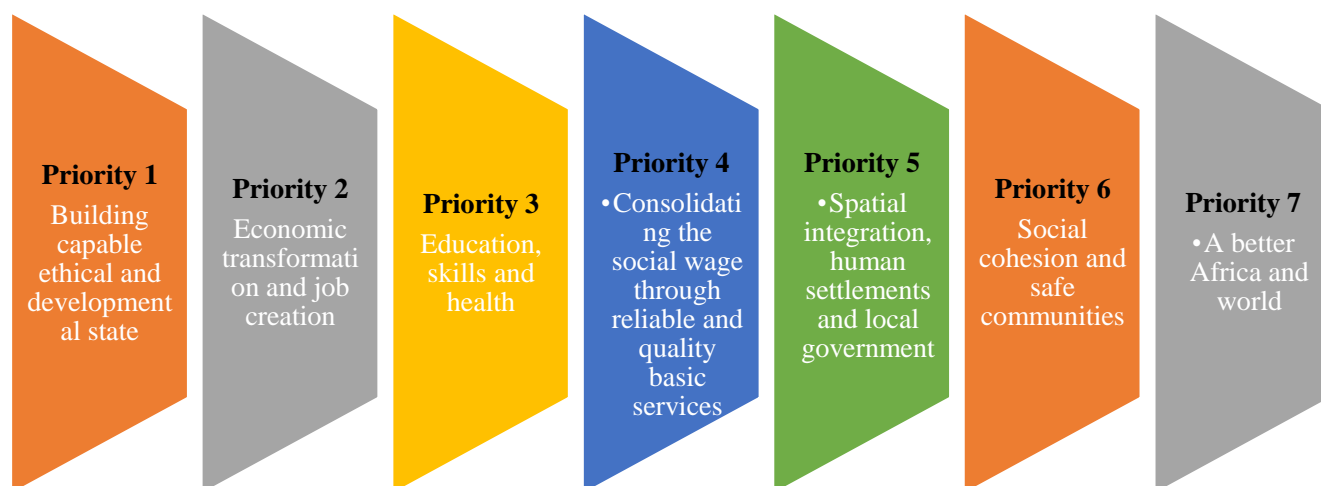 Priority 1
Building
capable
ethical and
development
al state
Priority 2
Economic
transformati
on and job
creation
Priority 3
Education,
skills and
health
Priority 4
•Consolidati
ng the
social wage
through
reliable and
quality
basic
services
Priority 5
•Spatial
integration,
human
settlements
and local
government
Priority 6
Social
cohesion and
safe
communities
Priority 7
•A better
Africa and
world